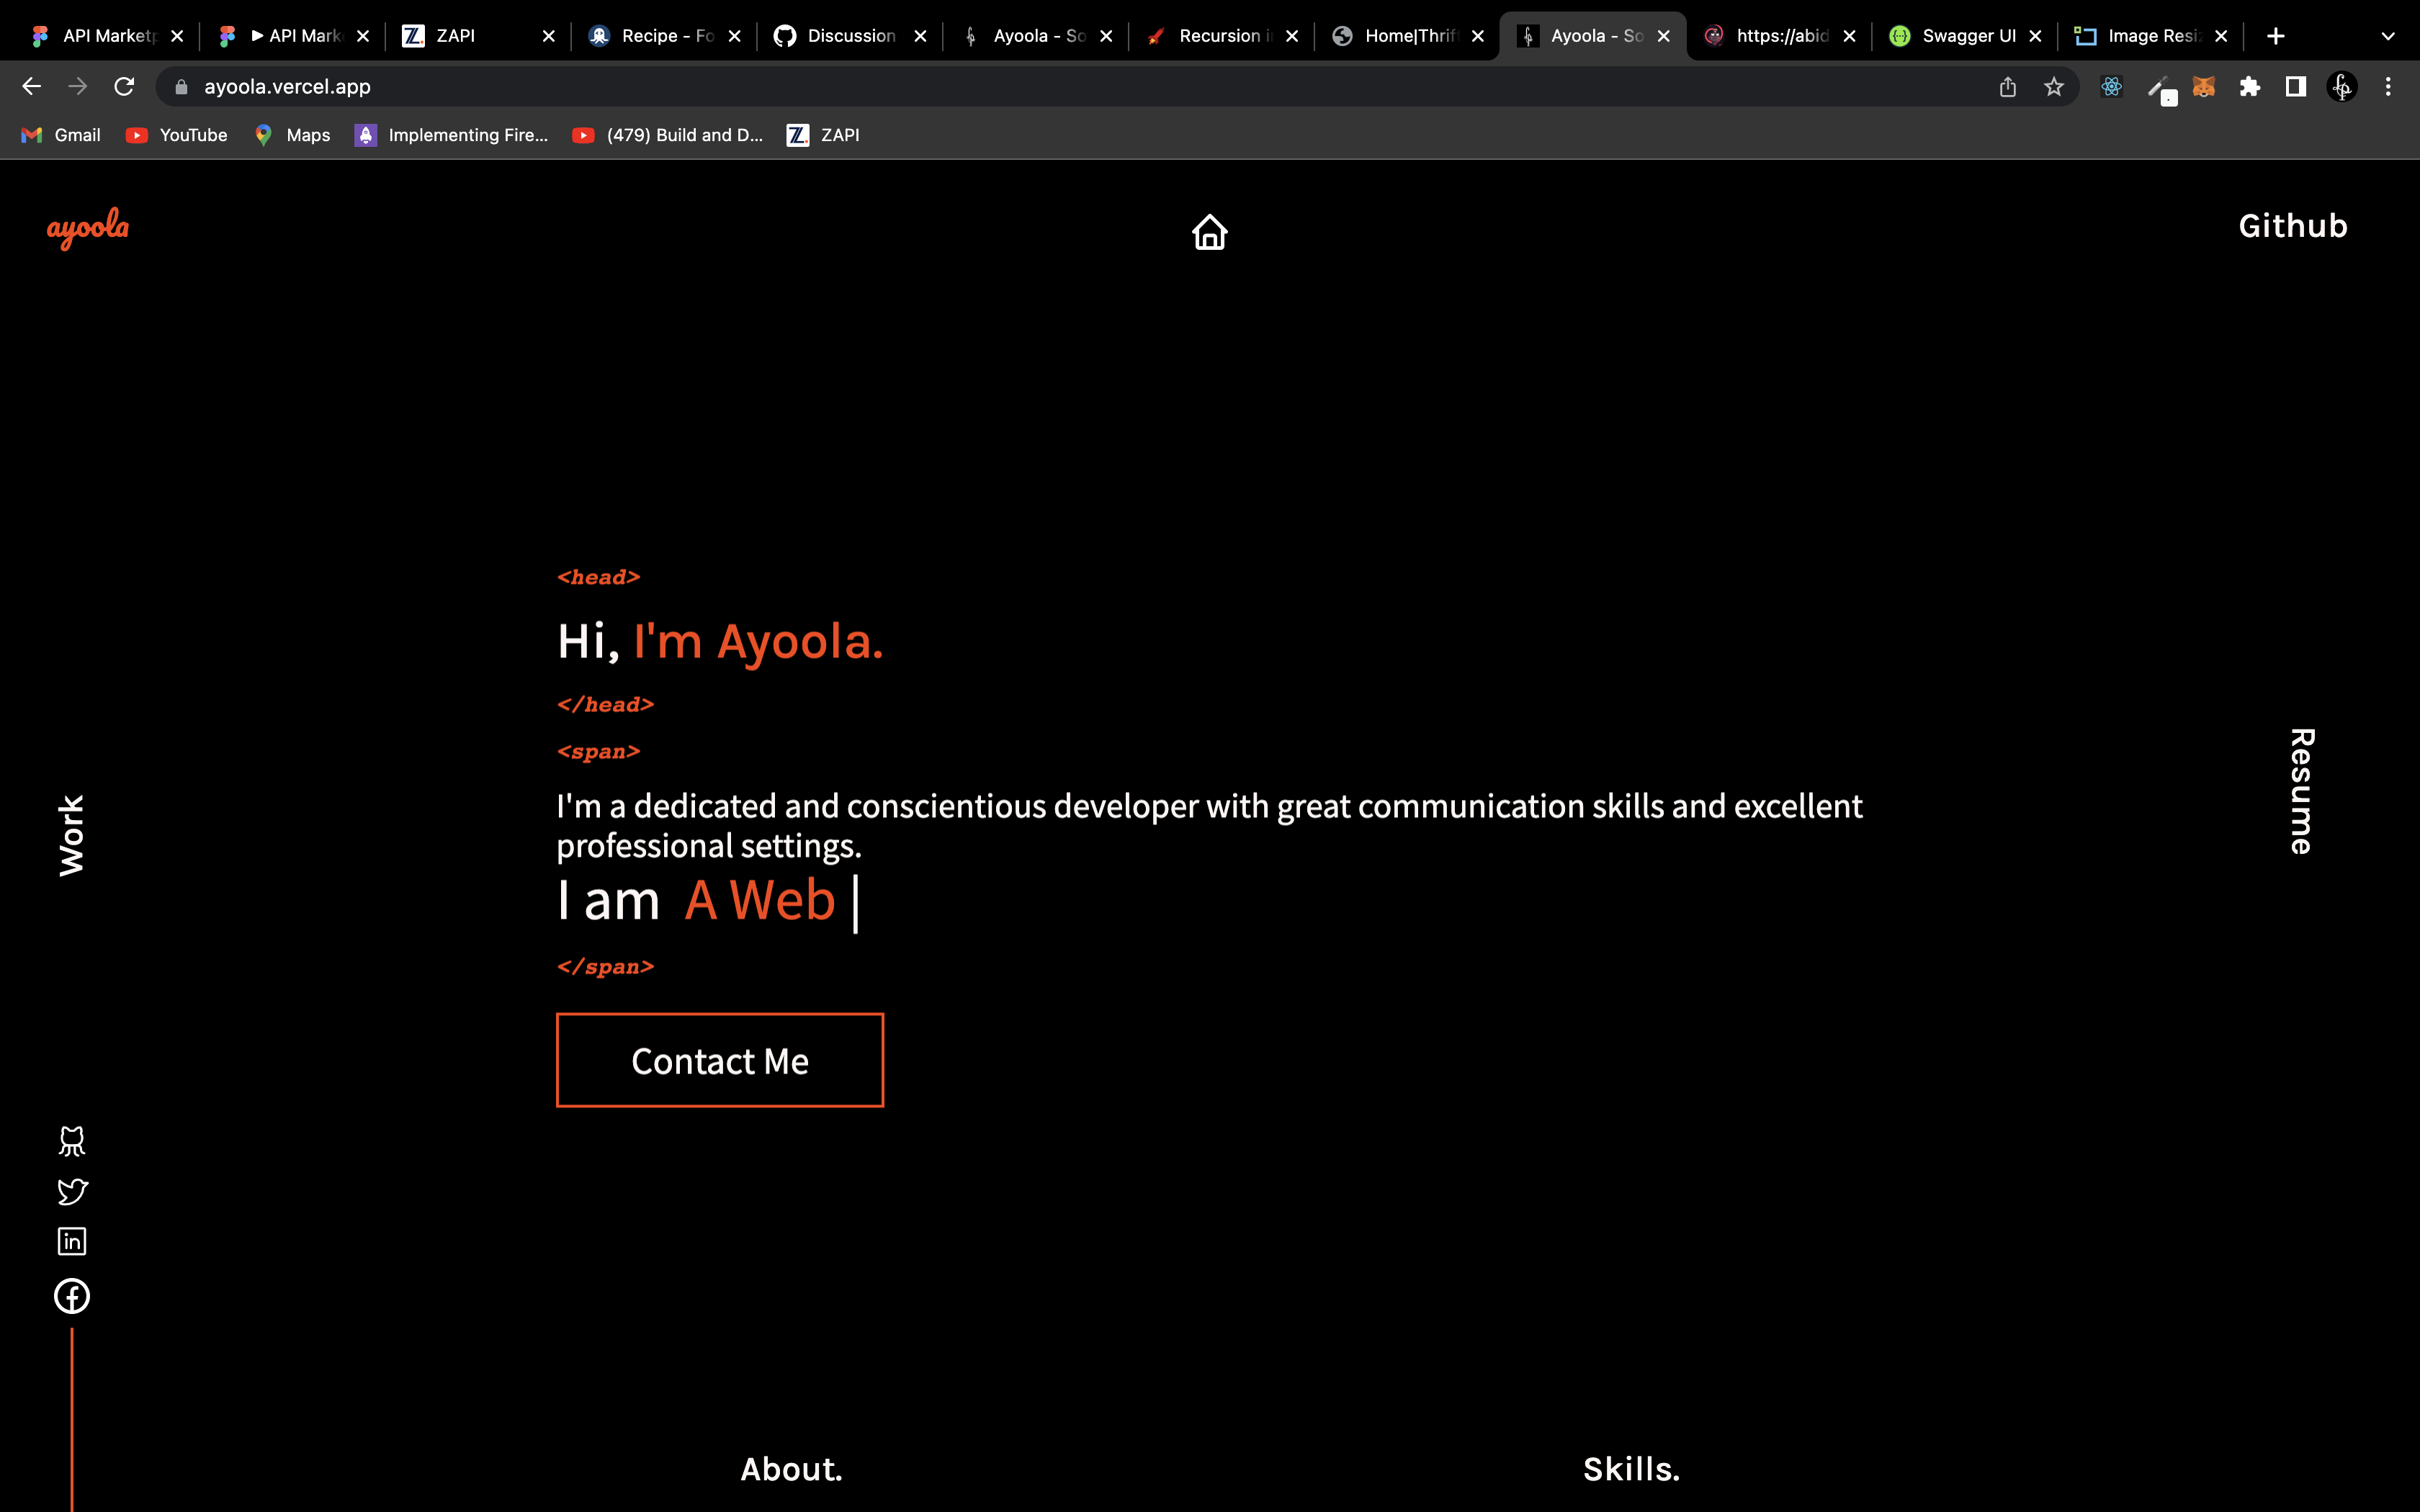 API Marketp
API Mark
ZAPI
Recipe - Fo
Discussion
Ayoola - So
Recursion i
Home|Thrif
Ayoola - So
https://abid
Swagger UI
Image Resi
ayoola.vercel.app
Gmail
YouTube
Maps
Implementing Fire...
(479) Build and D...
ZAPI
ayoola
Github
<head>
Hi, I'm Ayoola.
</head>
<span>
I'm a dedicated and conscientious developer with great communication skills and excellent
professional settings.
I am A Web |
</span>
Contact Me
Work
Resume
About.
Skills.